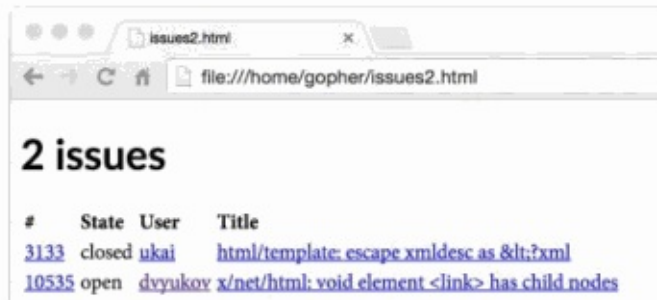 issues2.html
file:///home/gopher/issues2.html
2 issues
# State User Title
3133 closed ukai html/template: escape xmldesc as &lt;?xml
10535 open dvyukov x/net/html: void element <link> has child nodes